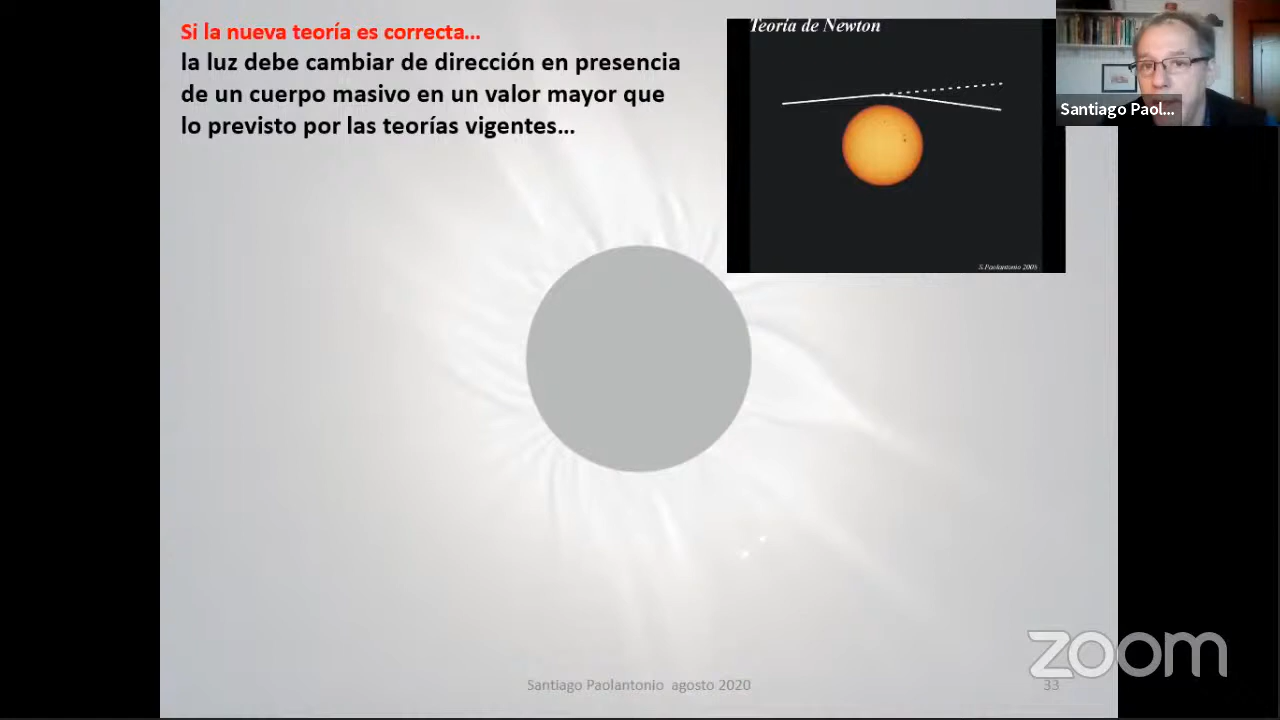 Si la nueva teoría es correcta...
la luz debe cambiar de dirección en presencia
de un cuerpo masivo en un valor mayor que
lo previsto por las teorías vigentes...
Teoría de Newton
S.Paolantonio 2005
Santiago Paol...
Santiago Paolantonio agosto 2020
33
zoom